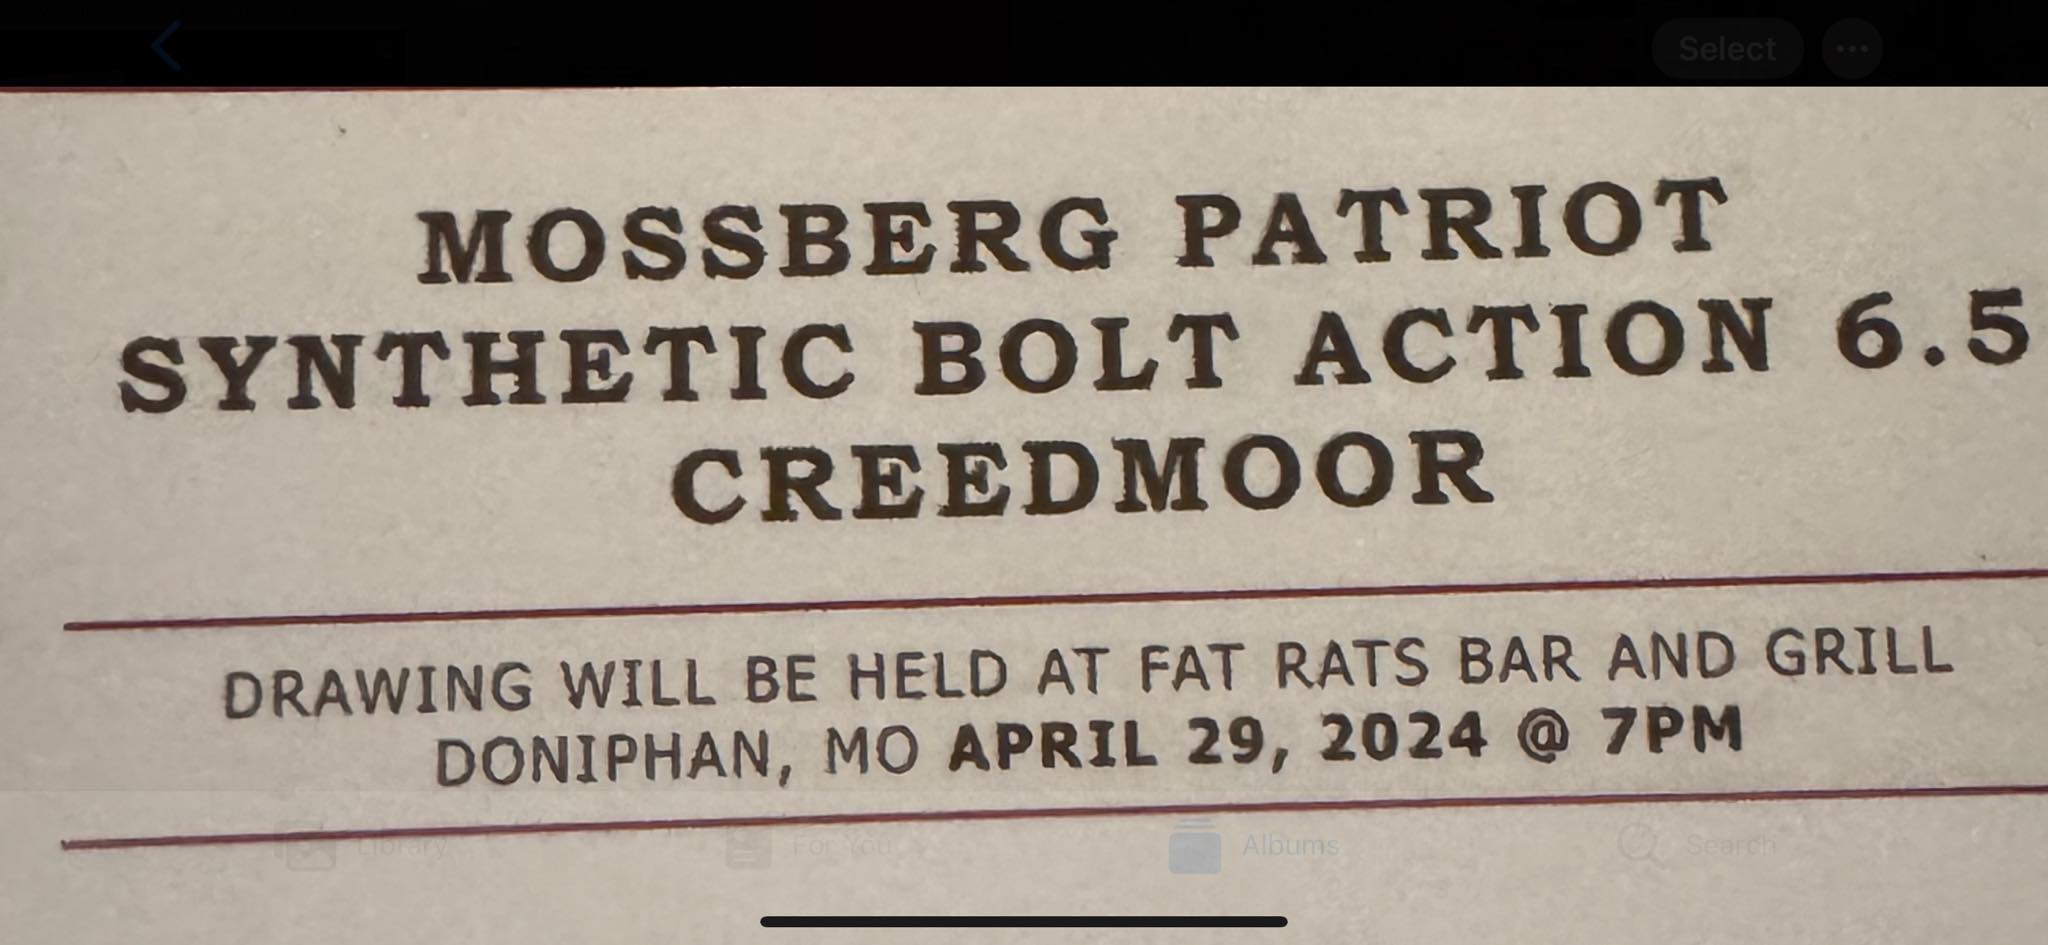 Select
MOSSBERG PATRIOT
SYNTHETIC BOLT ACTION 6.5
CREEDMOOR
DRAWING WILL BE HELD AT FAT RATS BAR AND GRILL
DONIPHAN, MO APRIL 29, 2024 @ 7PM
Library
For You
Albums
Search